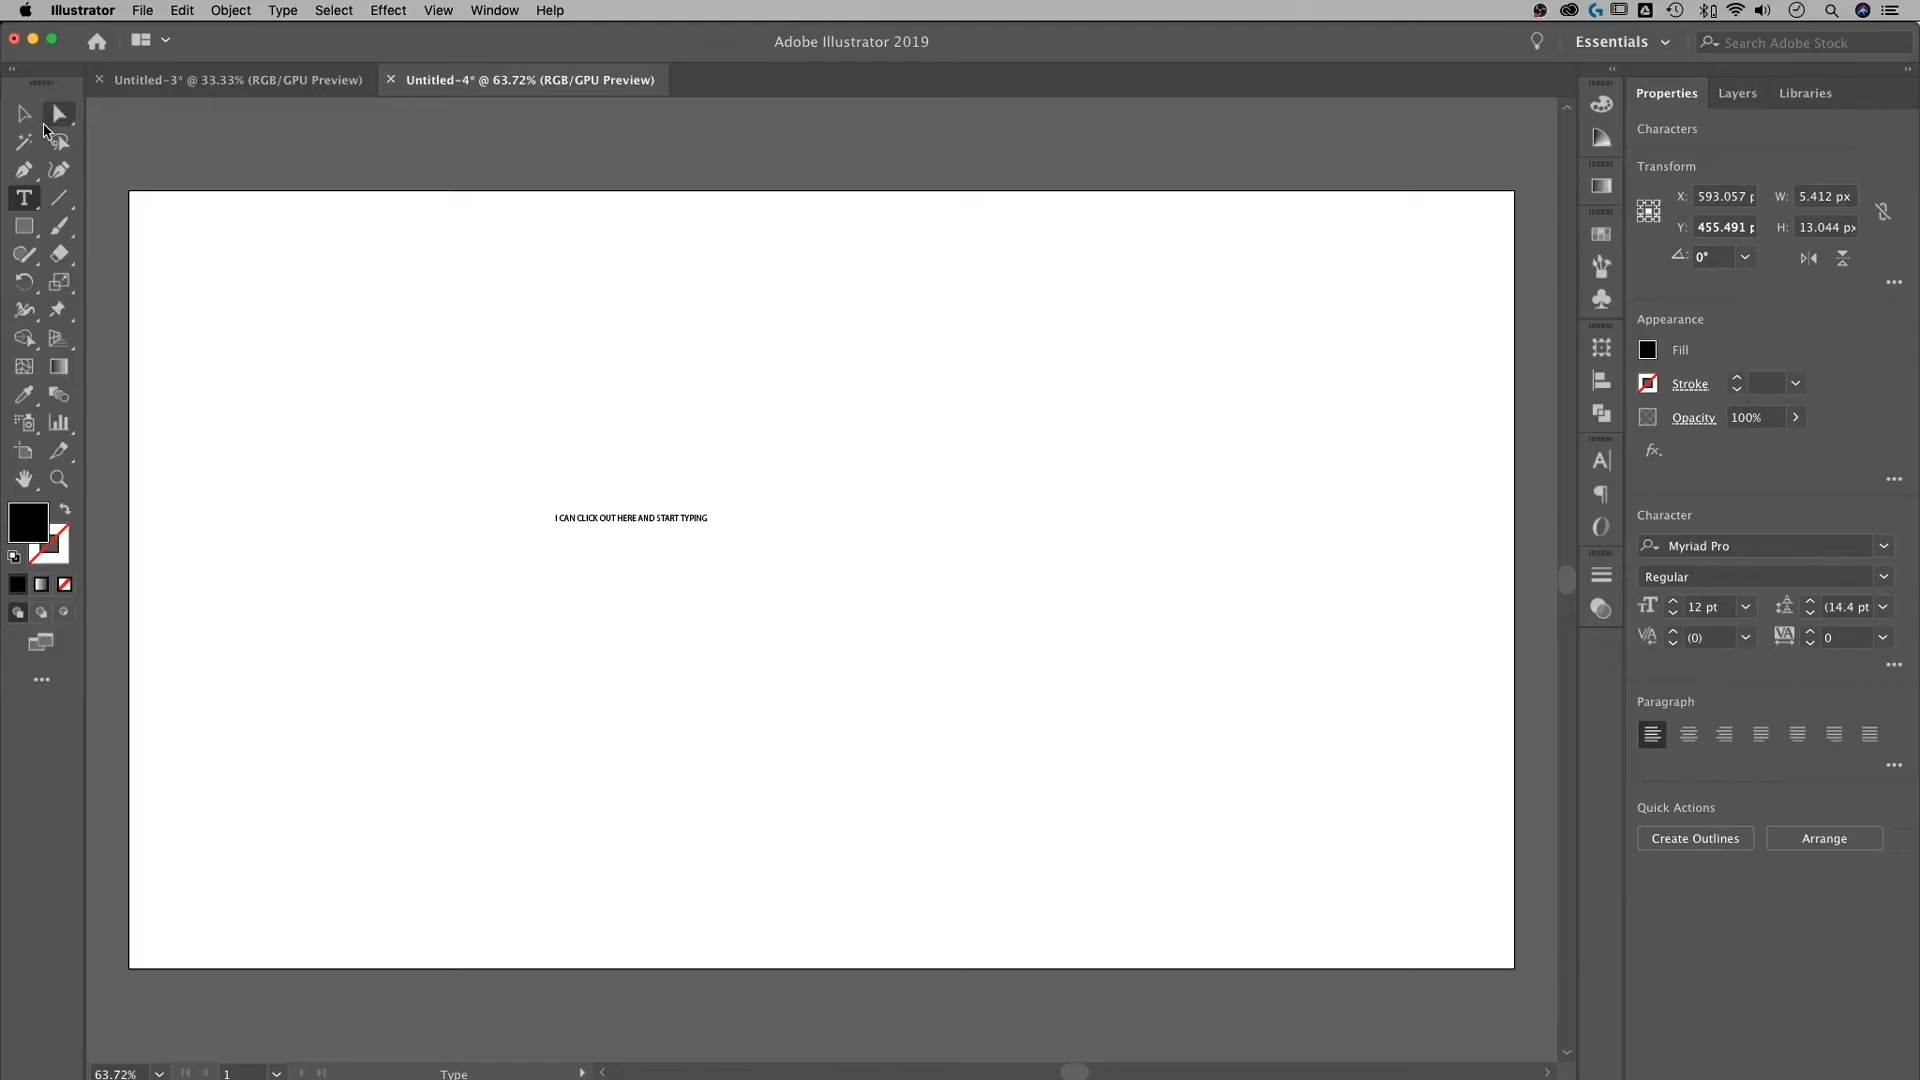 Illustrator File Edit Object Type Select Effect View Window Help
Adobe Illustrator 2019
Essentials
Search Adobe Stock
Untitled-3* @ 33.33% (RGB/GPU Preview)
Untitled-4* @ 63.72% (RGB/GPU Preview)
Properties Layers Libraries
Characters
Transform
X: 593.057 p W: 5.412 px
Y: 455.491 p H: 13.044 px
0°
Appearance
Fill
Stroke
Opacity 100%
fx.
I CAN CLICK OUT HERE AND START TYPING
Character
Myriad Pro
Regular
12 pt (14.4 pt
(0) 0
Paragraph
Quick Actions
Create Outlines Arrange
63.72% 1 Type